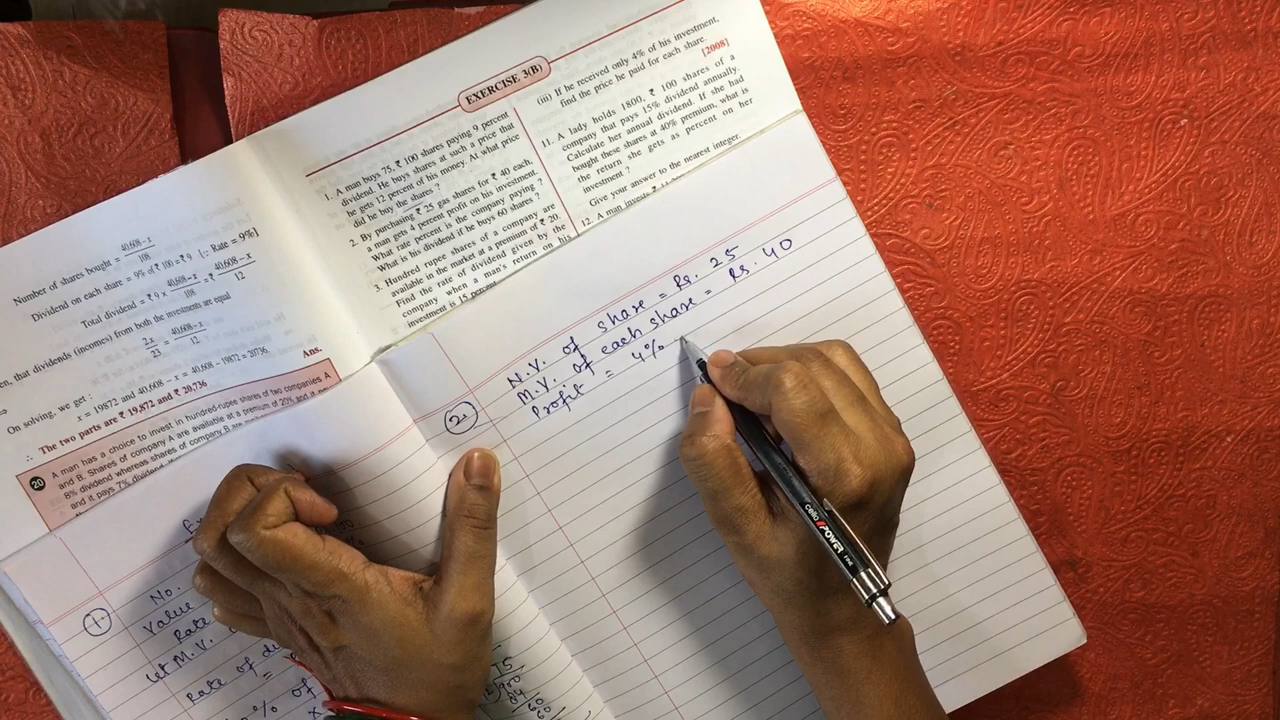 Number of shares bought = 40,608 – x / 108
Dividend on each share = 9% of ₹ 100 = ₹ 9 [∵ Rate = 9%]
Total dividend = ₹ 9 × 40,608 – x / 108 = ₹ 40,608 – x / 12
en, that dividends (incomes) from both the investments are equal
2x / 23 = 40,608 – x / 12
On solving, we get :
x = 19872 and 40,608 – x = 40,608 – 19872 = 20736.
∴ The two parts are ₹ 19,872 and ₹ 20,736 Ans.
20 A man has a choice to invest in hundred-rupee shares of two companies A
and B. Shares of company A are available at a premium of 20% and it
8% dividend whereas shares of company B are
and it pays 7% dividend.
EXERCISE 3(B)
1. A man buys 75, ₹ 100 shares paying 9 percent
dividend. He buys shares at such a price that
he gets 12 percent of his money. At what price
did he buy the shares ?
2. By purchasing ₹ 25 gas shares for ₹ 40 each,
a man gets 4 percent profit on his investment.
What rate percent is the company paying ?
What is his dividend if he buys 60 shares ?
3. Hundred rupee shares of a company are
available in the market at a premium of ₹ 20.
Find the rate of dividend given by the
company when a man's return on his
investment is 15 percent.
(iii) If he received only 4% of his investment,
find the price he paid for each share.
[2008]
11. A lady holds 1800, ₹ 100 shares of a
company that pays 15% dividend annually.
Calculate her annual dividend. If she had
bought these shares at 40% premium, what is
the return she gets as percent on her
investment ?
Give your answer to the nearest integer.
12. A man invests ₹
1.
No.
Value
Rate
Let M.V.
Rate of di
=
% of
2. N.V. of share = Rs. 25
M.V. of each share = Rs. 40
Profit = 4%
cello POWER FINE